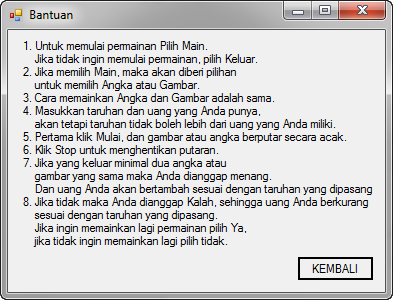 Bantuan
1. Untuk memulai permainan Pilih Main.
Jika tidak ingin memulai permainan, pilih Keluar.
2. Jika memilih Main, maka akan diberi pilihan
untuk memilih Angka atau Gambar.
3. Cara memainkan Angka dan Gambar adalah sama.
4. Masukkan taruhan dan uang yang Anda punya,
akan tetapi taruhan tidak boleh lebih dari uang yang Anda miliki.
5. Pertama klik Mulai, dan gambar atau angka berputar secara acak.
6. Klik Stop untuk menghentikan putaran.
7. Jika yang keluar minimal dua angka atau
gambar yang sama maka Anda dianggap menang.
Dan uang Anda akan bertambah sesuai dengan taruhan yang dipasang
8. Jika tidak maka Anda dianggap Kalah, sehingga uang Anda berkurang
sesuai dengan taruhan yang dipasang.
Jika ingin memainkan lagi permainan pilih Ya,
jika tidak ingin memainkan lagi pilih tidak.
KEMBALI